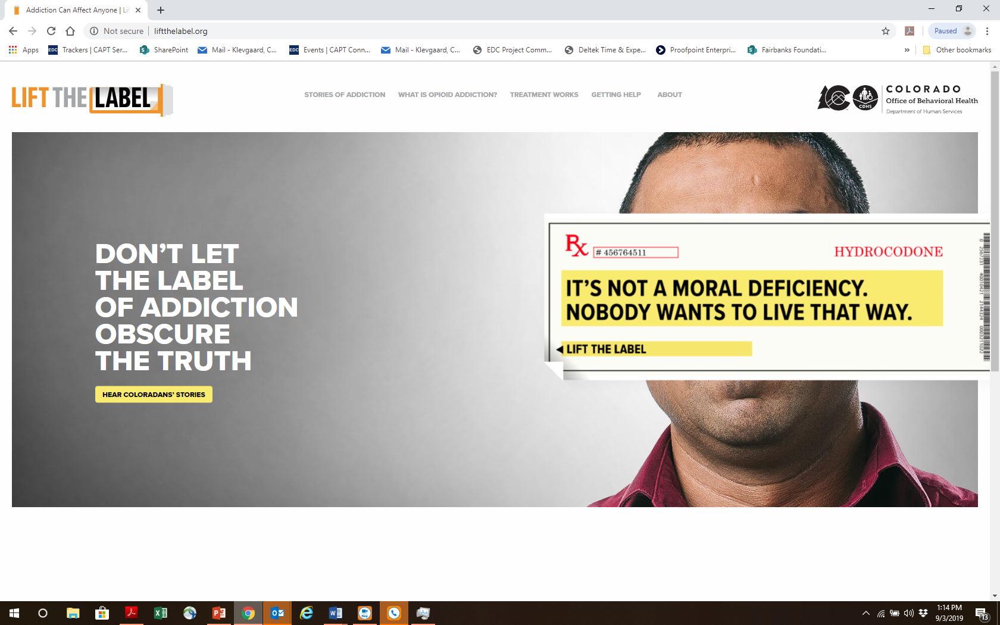 Addiction Can Affect Anyone | Lif
Not secure
liftthelabel.org
Paused
Apps
EDC Trackers | CAPT Ser...
SharePoint
Mail - Klevgaard, C...
EDC Events | CAPT Conn...
Mail - Klevgaard, C...
EDC Project Comm...
Deltek Time & Expe...
Proofpoint Enterpri...
Fairbanks Foundati...
»
Other bookmarks
LIFT THE LABEL
STORIES OF ADDICTION
WHAT IS OPIOID ADDICTION?
TREATMENT WORKS
GETTING HELP
ABOUT
CDHS
COLORADO
Office of Behavioral Health
Department of Human Services
DON'T LET
THE LABEL
OF ADDICTION
OBSCURE
THE TRUTH
HEAR COLORADANS' STORIES
Rx
# 456764511
HYDROCODONE
IT'S NOT A MORAL DEFICIENCY.
NOBODY WANTS TO LIVE THAT WAY.
LIFT THE LABEL
1:14 PM
9/3/2019
13